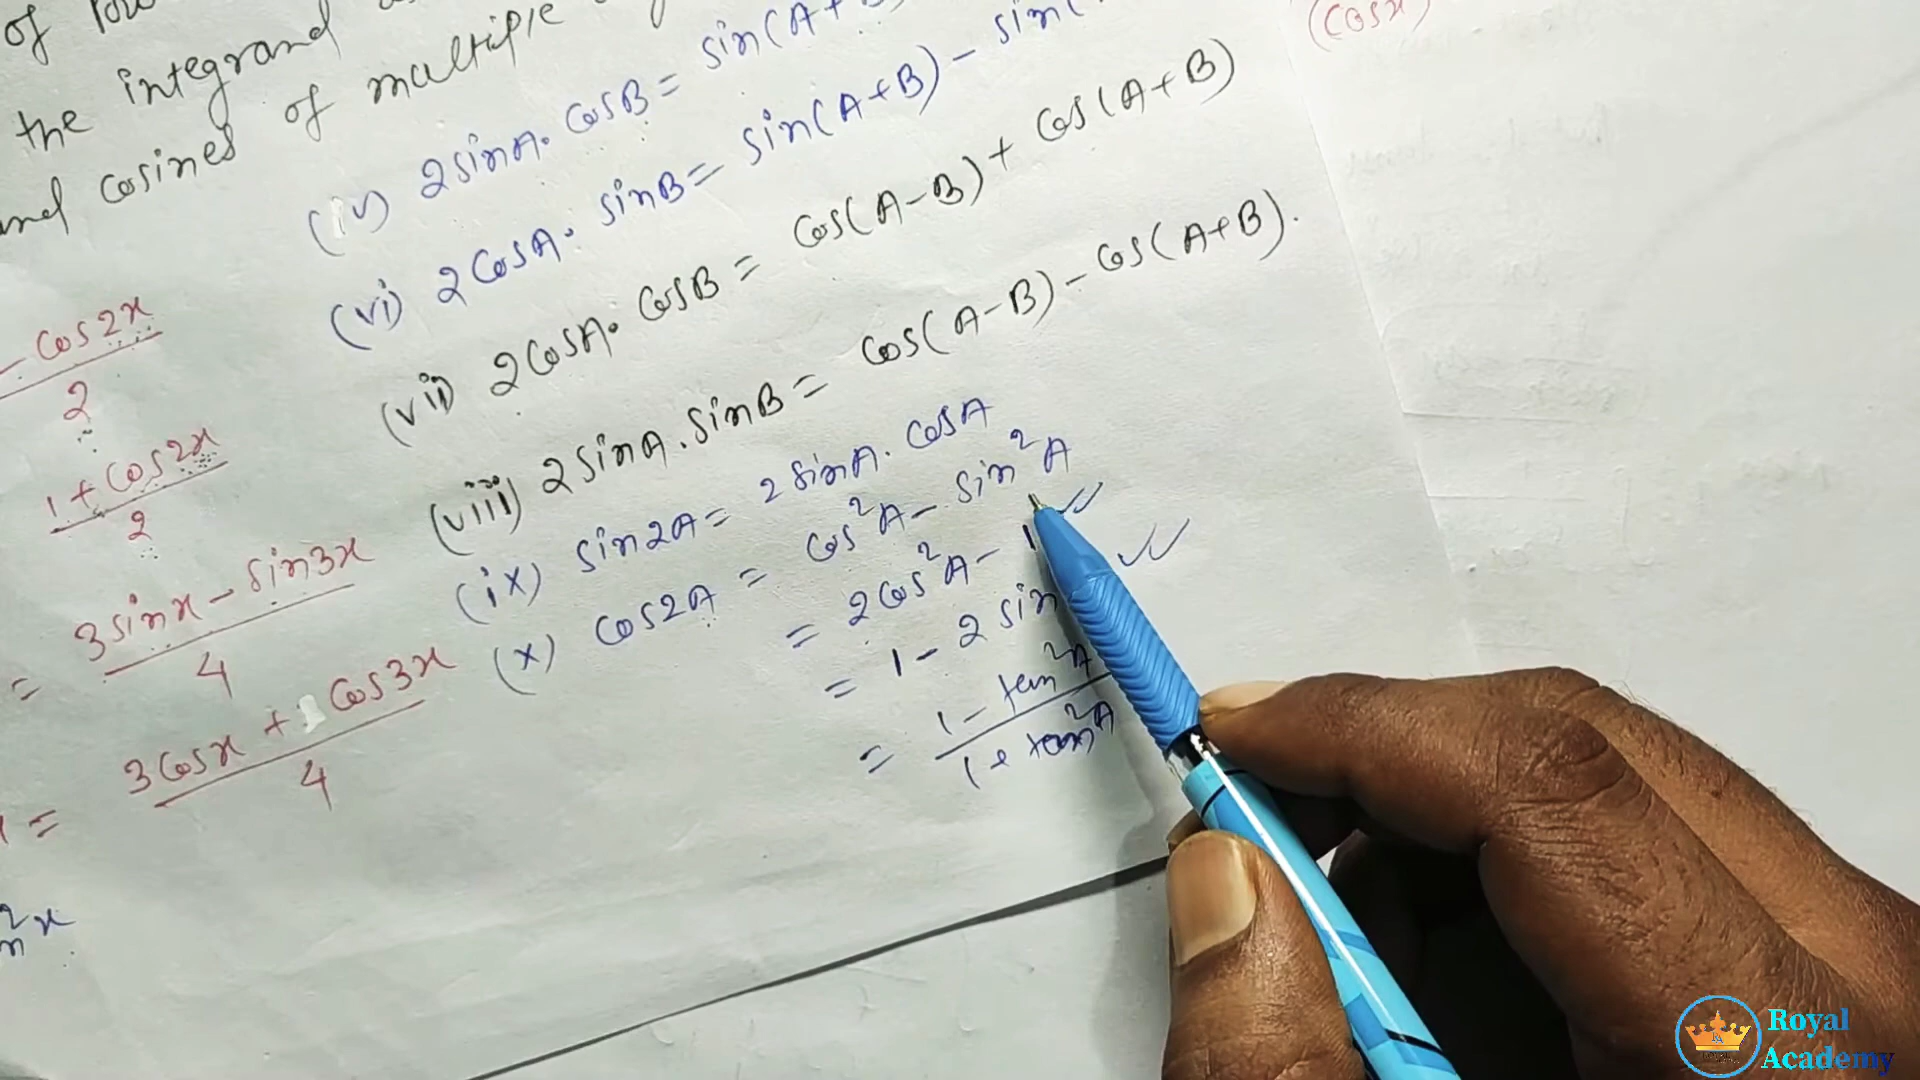 of
the integrand
and cosines of multiple
(iv) 2 sinA. cosB = sin(A+
(vi) 2 cosA. sinB = sin(A+B) - sin(
(vii) 2 cosA. cosB = cos(A-B) + cos(A+B)
(viii) 2 sinA. sinB = cos(A-B) - cos(A+B).
(ix) sin2A = 2 sinA. cosA
(x) cos2A = cos²A - sin²A
= 2cos²A - 1
= 1 - 2 sin
= 1 - tan²A
1 + tan²A
(cosx)
- cos2x
2
1 + cos2x
2
= 3sinx - sin3x
4
= 3cosx + cos3x
4
Royal
Academy